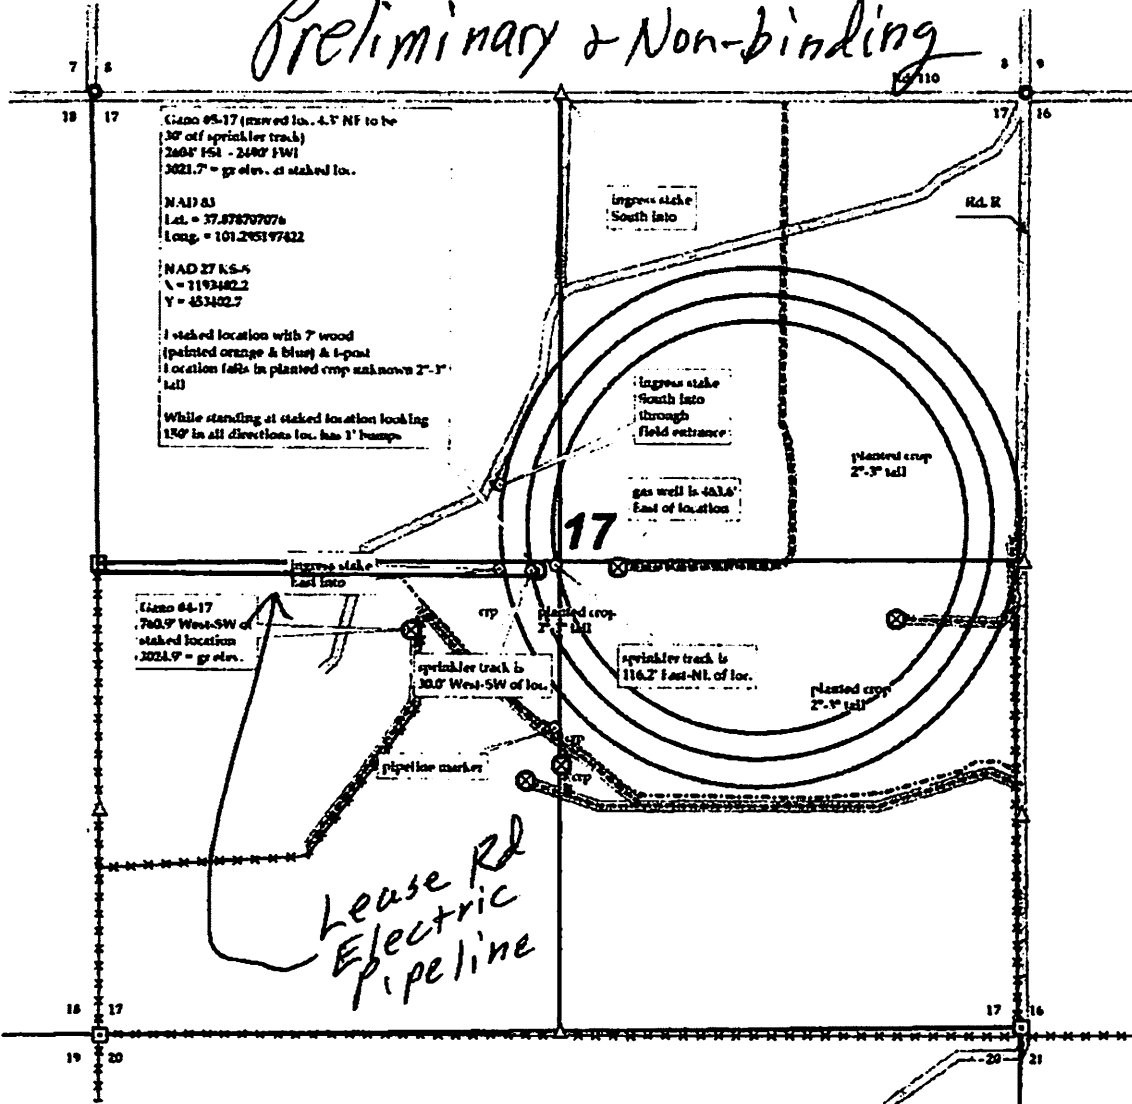 Preliminary & Non-binding
7 8
8 9
Rd. 110
18 17
17 16
Gano #5-17 (moved loc. 4.3' NE to be
30' off sprinkler track)
2604' FSL - 2490' FWL
3021.7' = gr elev. at staked loc.
NAD 83
Lat. = 37.878707076
Long. = 101.295197422
NAD 27 KS-S
X = 1193482.2
Y = 453402.7
I staked location with 7' wood
(painted orange & blue) & t-post
Location falls in planted crop unknown 2"-3"
tall
While standing at staked location looking
150' in all directions loc. has 1' bumps
ingress stake
South into
Rd. R
ingress stake
South into
through
field entrance
planted crop
2"-3" tall
gas well is 463.6'
East of location
17
ingress stake
East into
Gano #4-17
760.9' West-SW of
staked location
3024.9' = gr elev.
crp
planted crop
tall
sprinkler track is
30.0' West-SW of loc.
sprinkler track is
116.2' East-NE of loc.
planted crop
2"-3" tall
crp
pipeline marker
crp
Lease Rd
Electric
Pipeline
18 17
17 16
19 20
20 21